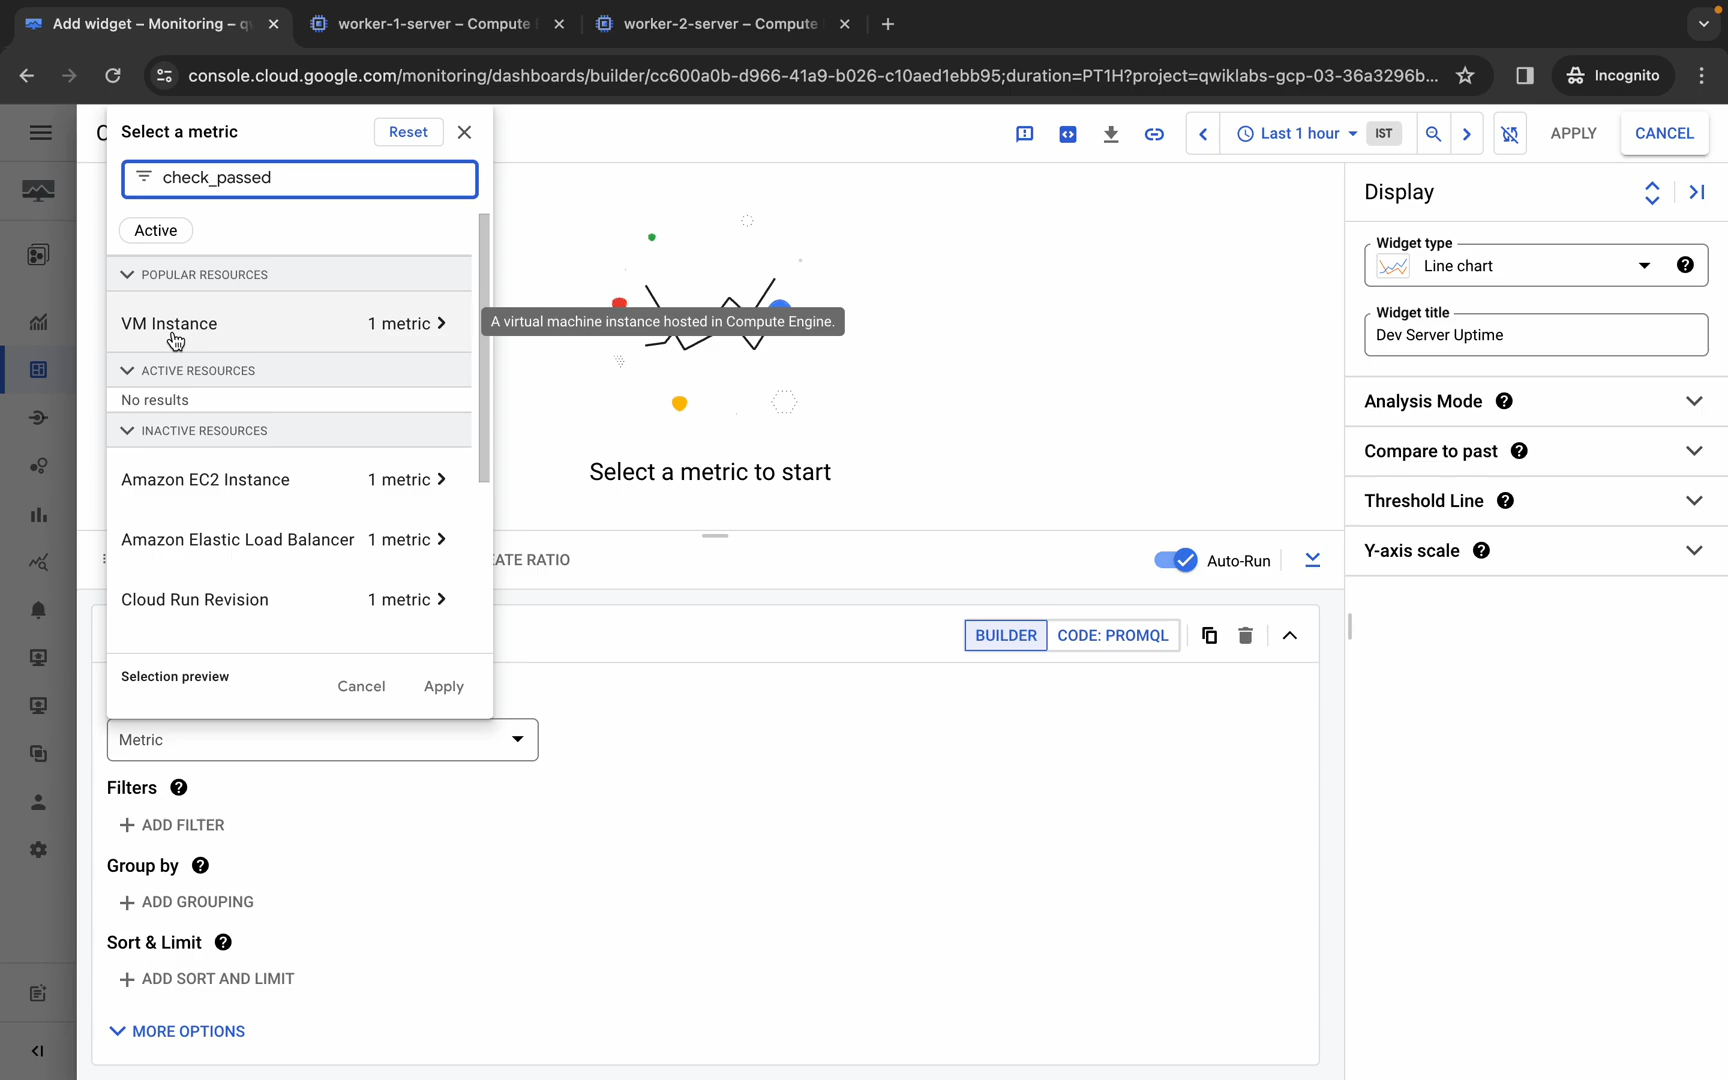 Add widget – Monitoring – q
worker-1-server – Compute
worker-2-server – Compute
console.cloud.google.com/monitoring/dashboards/builder/cc600a0b-d966-41a9-b026-c10aed1ebb95;duration=PT1H?project=qwiklabs-gcp-03-36a3296b...
Incognito
Select a metric
Reset
check_passed
Last 1 hour
IST
APPLY
CANCEL
Active
POPULAR RESOURCES
VM Instance
1 metric
A virtual machine instance hosted in Compute Engine.
ACTIVE RESOURCES
No results
INACTIVE RESOURCES
Amazon EC2 Instance
1 metric
Amazon Elastic Load Balancer
1 metric
Cloud Run Revision
1 metric
Selection preview
Cancel
Apply
Select a metric to start
EATE RATIO
Auto-Run
BUILDER
CODE: PROMQL
Metric
Filters
ADD FILTER
Group by
ADD GROUPING
Sort & Limit
ADD SORT AND LIMIT
MORE OPTIONS
Display
Widget type
Line chart
Widget title
Dev Server Uptime
Analysis Mode
Compare to past
Threshold Line
Y-axis scale